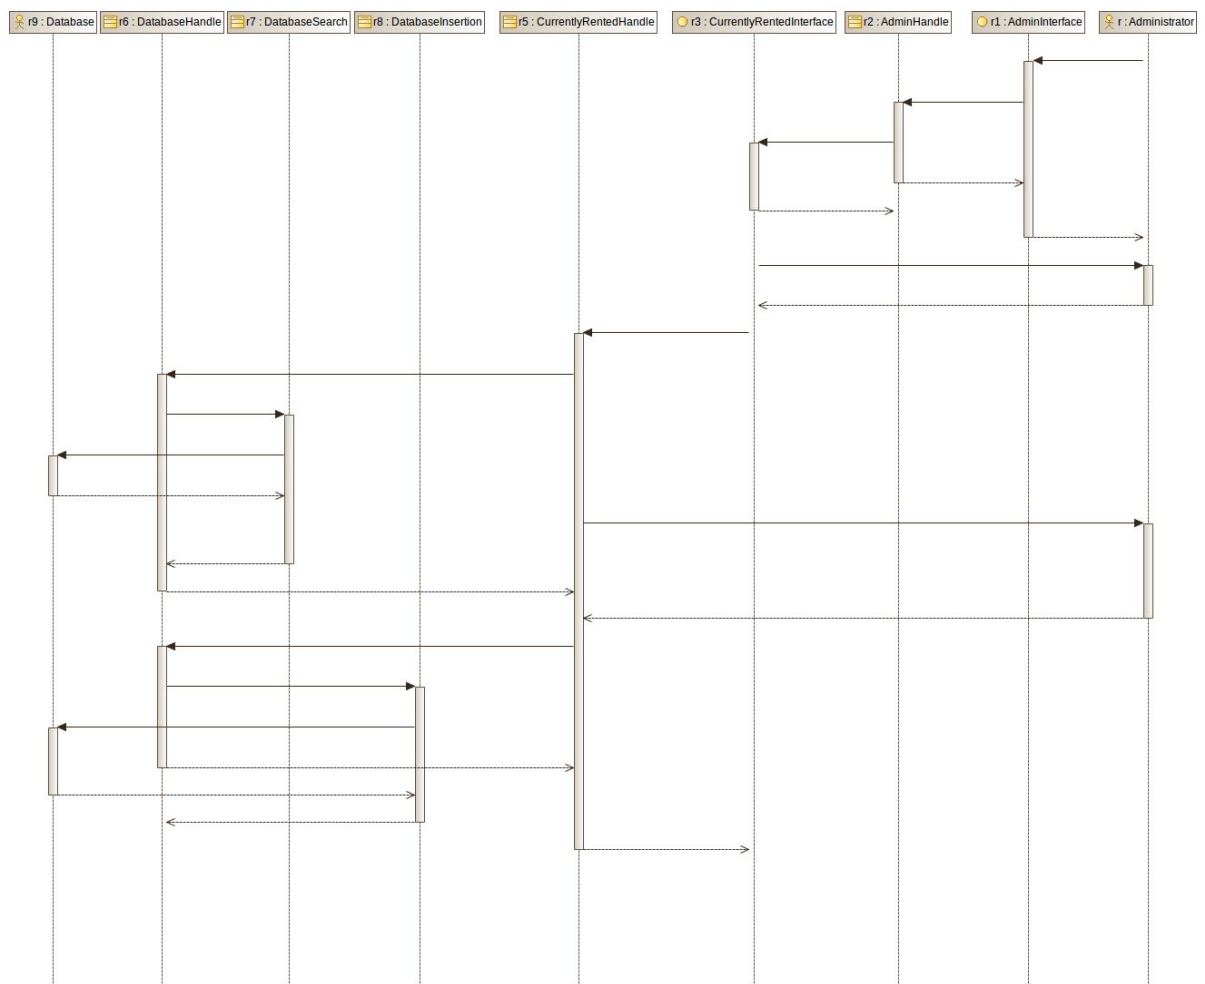 r9 : Database
r6 : DatabaseHandle
r7 : DatabaseSearch
r8 : DatabaseInsertion
r5 : CurrentlyRentedHandle
r3 : CurrentlyRentedInterface
r2 : AdminHandle
r1 : AdminInterface
r : Administrator